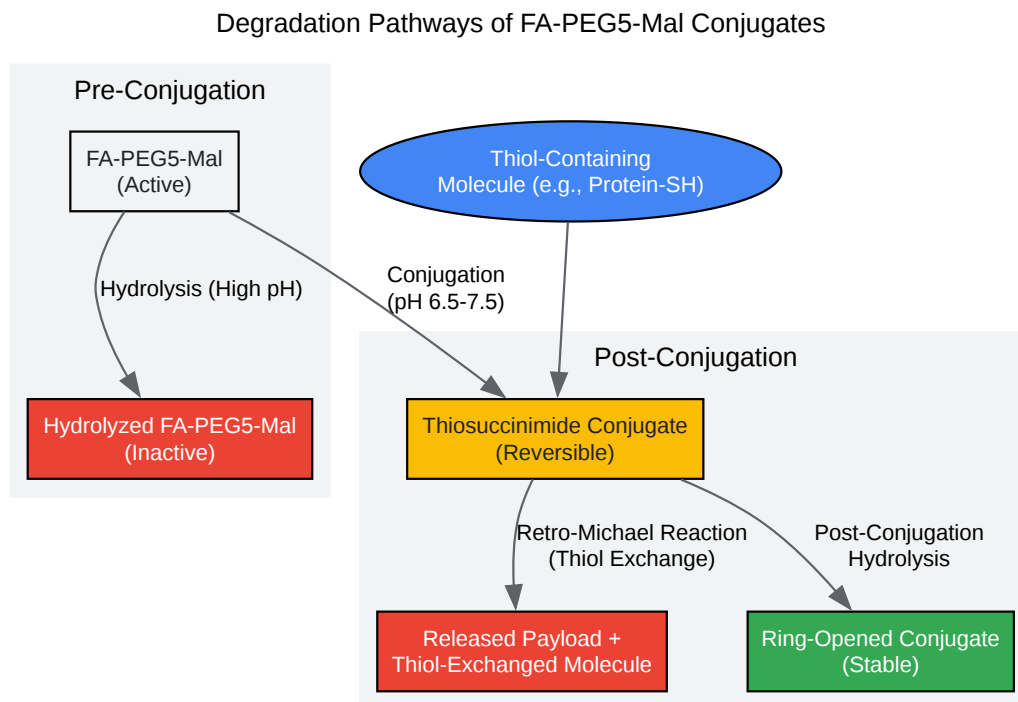 Degradation Pathways of FA-PEG5-Mal Conjugates
Pre-Conjugation
FA-PEG5-Mal
(Active)
Thiol-Containing
Molecule (e.g., Protein-SH)
Hydrolysis (High pH)
Conjugation
(pH 6.5-7.5)
Post-Conjugation
Hydrolyzed FA-PEG5-Mal
(Inactive)
Thiosuccinimide Conjugate
(Reversible)
Retro-Michael Reaction
(Thiol Exchange)
Post-Conjugation
Hydrolysis
Released Payload +
Thiol-Exchanged Molecule
Ring-Opened Conjugate
(Stable)